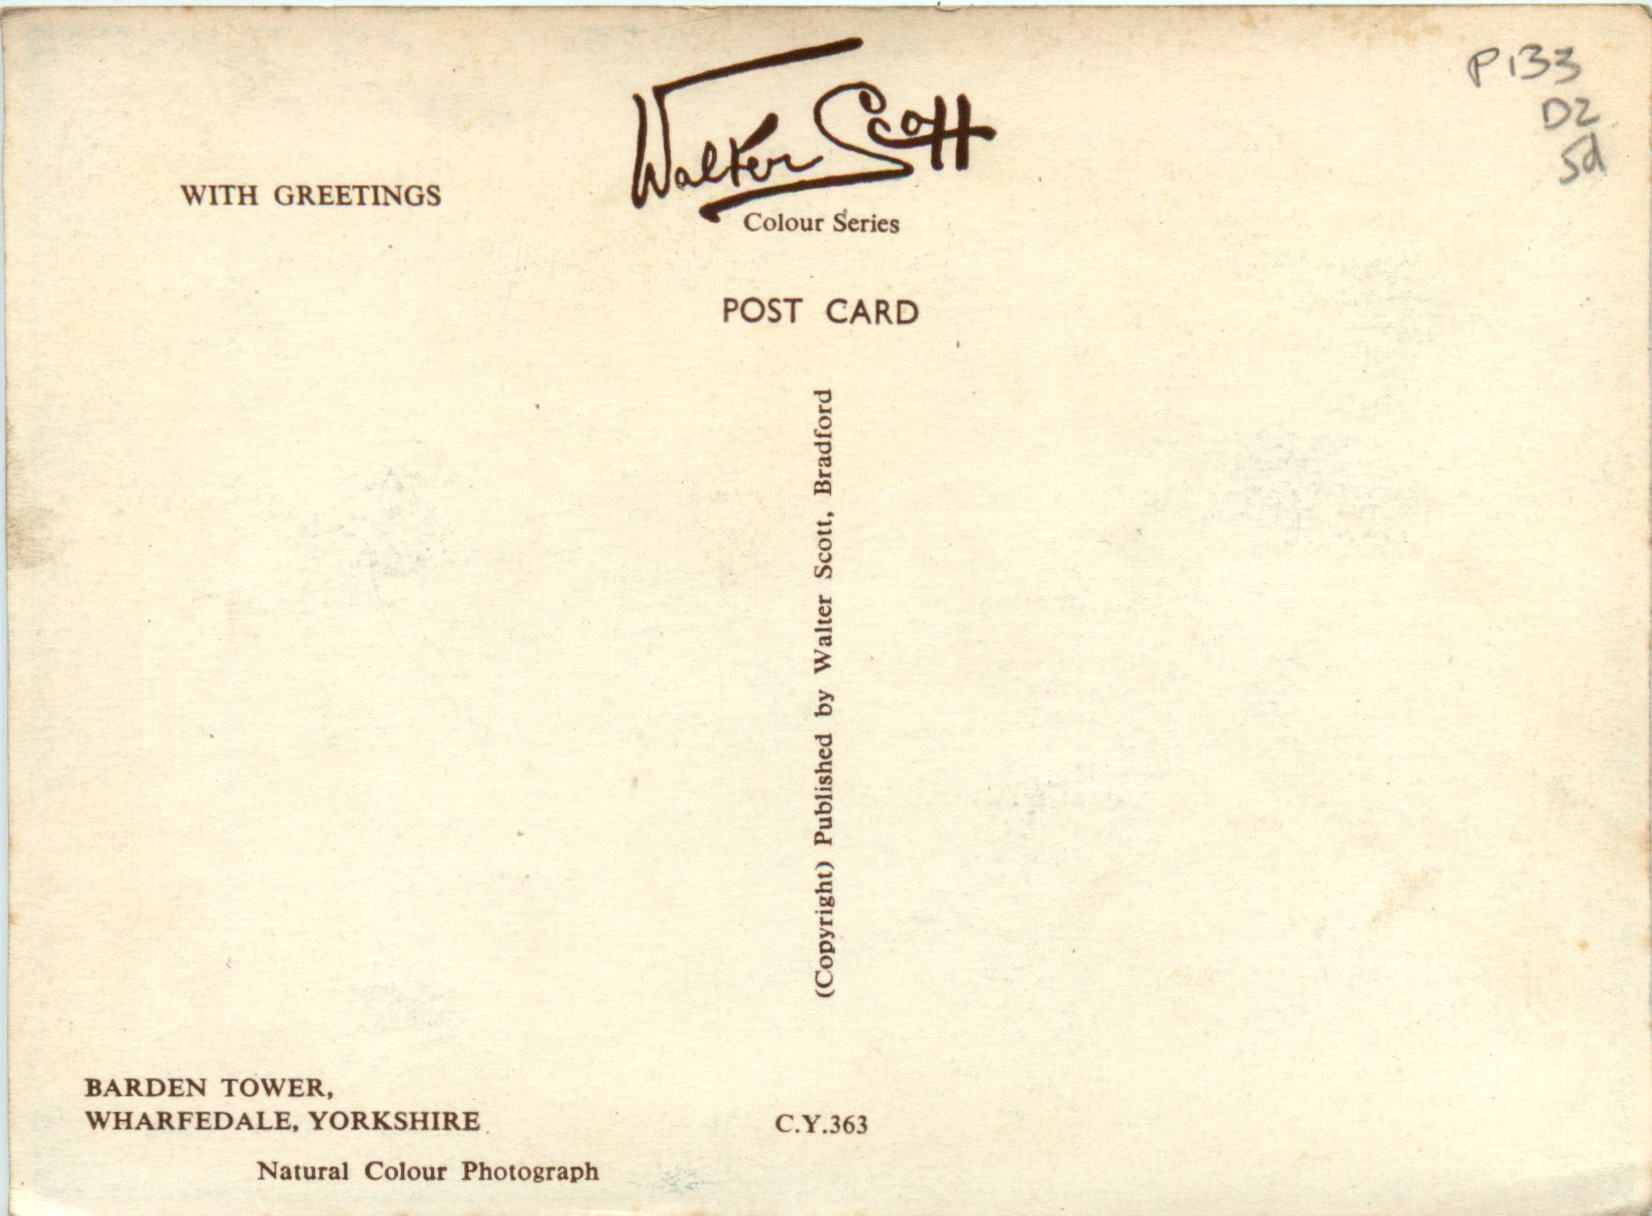 WITH GREETINGS
Walter Scott
Colour Series
POST CARD
P133
D2
5d
(Copyright) Published by Walter Scott, Bradford
BARDEN TOWER,
WHARFEDALE, YORKSHIRE
Natural Colour Photograph
C.Y.363